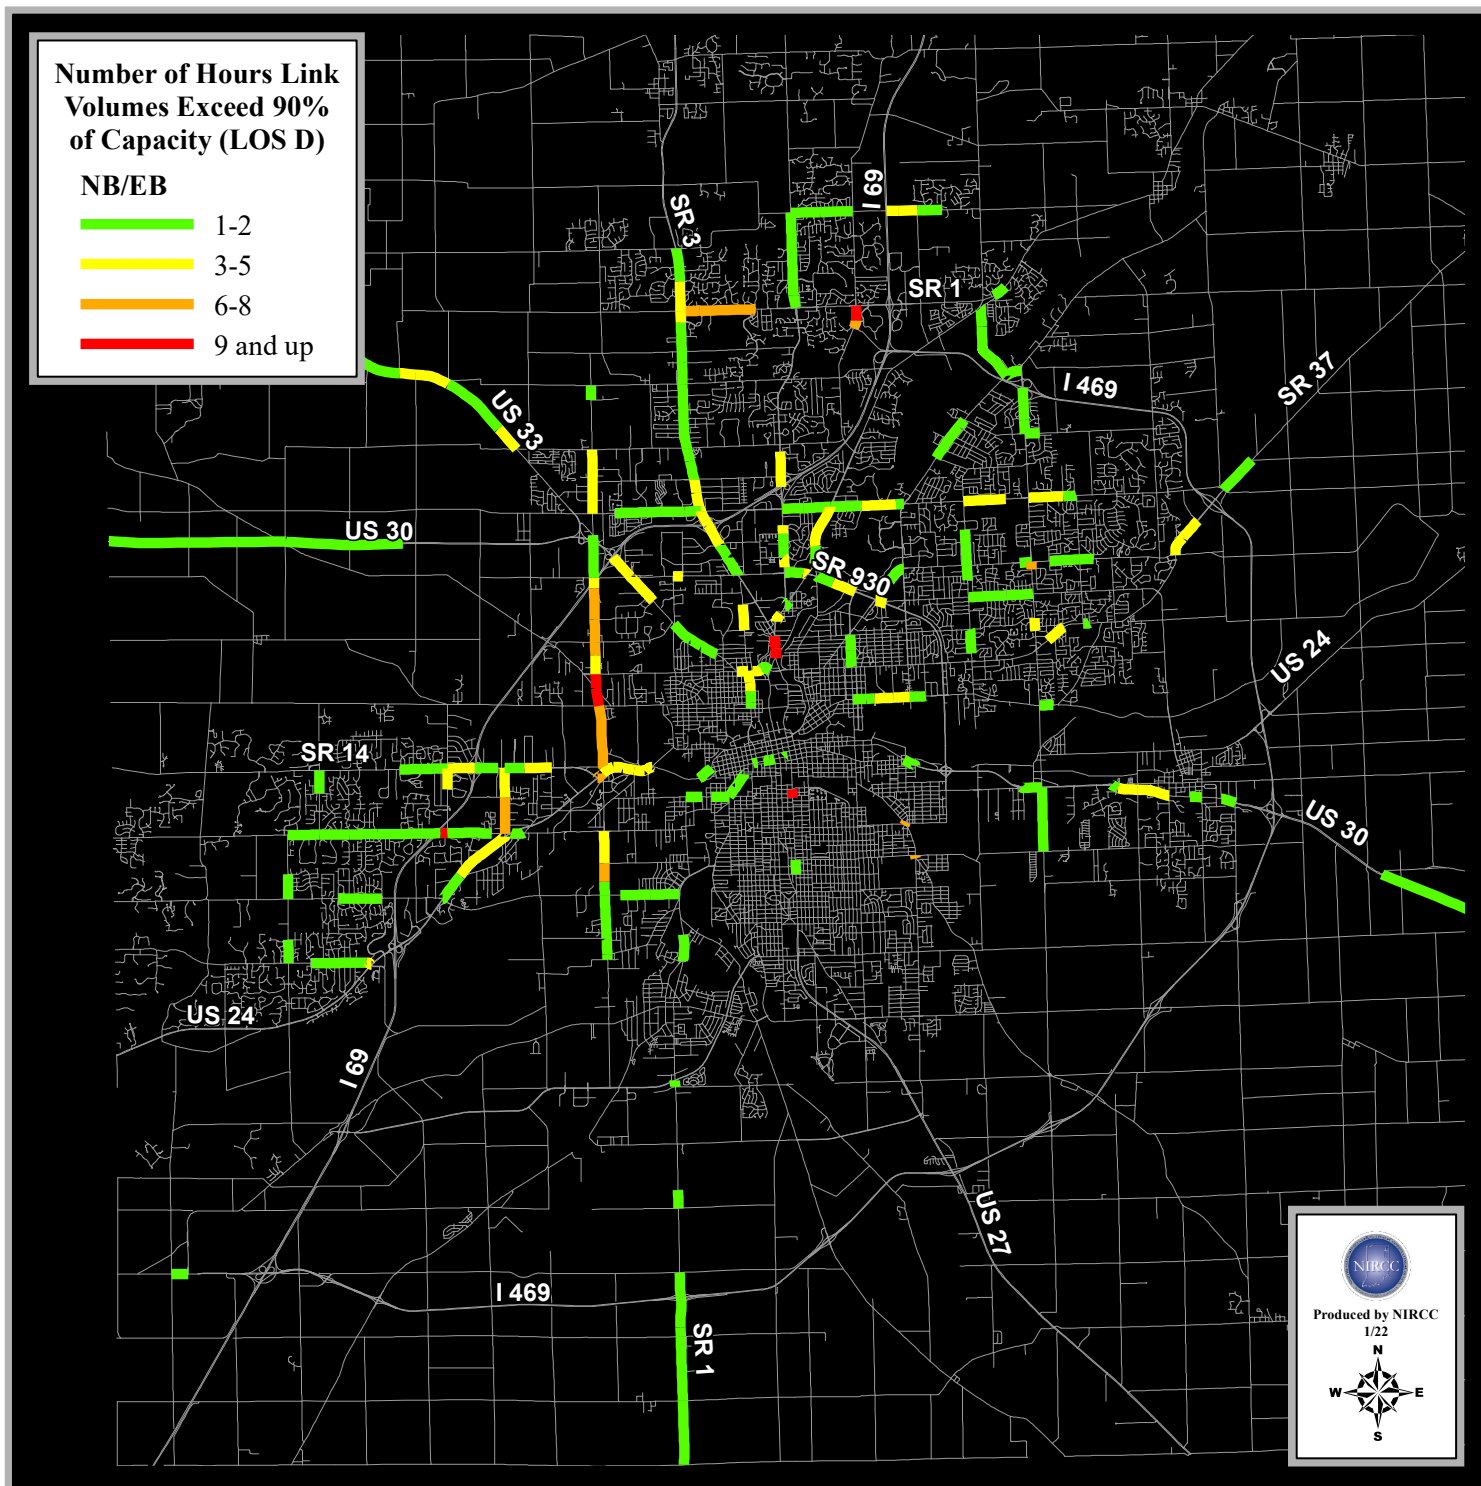 Number of Hours Link
Volumes Exceed 90%
of Capacity (LOS D)
NB/EB
1-2
3-5
6-8
9 and up
I 69
SR 3
SR 1
I 469
SR 37
US 33
US 30
SR 930
US 24
SR 14
US 30
US 24
I 69
US 27
I 469
SR 1
NIRCC
Produced by NIRCC
1/22
N
W
E
S